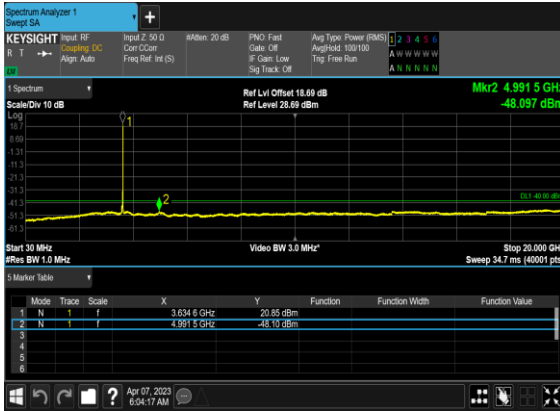 Spectrum Analyzer 1
Swept SA
KEYSIGHT
R T
Input: RF
Coupling: DC
Align: Auto
Input Z: 50 Ω
Corr CCorr
Freq Ref: Int (S)
#Atten: 20 dB
PNO: Fast
Gate: Off
IF Gain: Low
Sig Track: Off
Avg Type: Power (RMS)
Avg|Hold: 100/100
Trig: Free Run
1 2 3 4 5 6
A W W W W W
A N N N N N
1 Spectrum
Scale/Div 10 dB
Log
Ref Lvl Offset 18.69 dB
Ref Level 28.69 dBm
Mkr2 4.991 5 GHz
-48.097 dBm
18.7
8.69
-1.31
-11.3
-21.3
-31.3
-41.3
-51.3
-61.3
1
2
DL1 -40.00 dBm
Start 30 MHz
#Res BW 1.0 MHz
Video BW 3.0 MHz*
Stop 20.000 GHz
Sweep 34.7 ms (40001 pts)
5 Marker Table
Mode Trace Scale X Y Function Function Width Function Value
1 N 1 f 3.634 6 GHz 20.85 dBm
2 N 1 f 4.991 5 GHz -48.10 dBm
3
4
5
6
?
Apr 07, 2023
6:04:17 AM